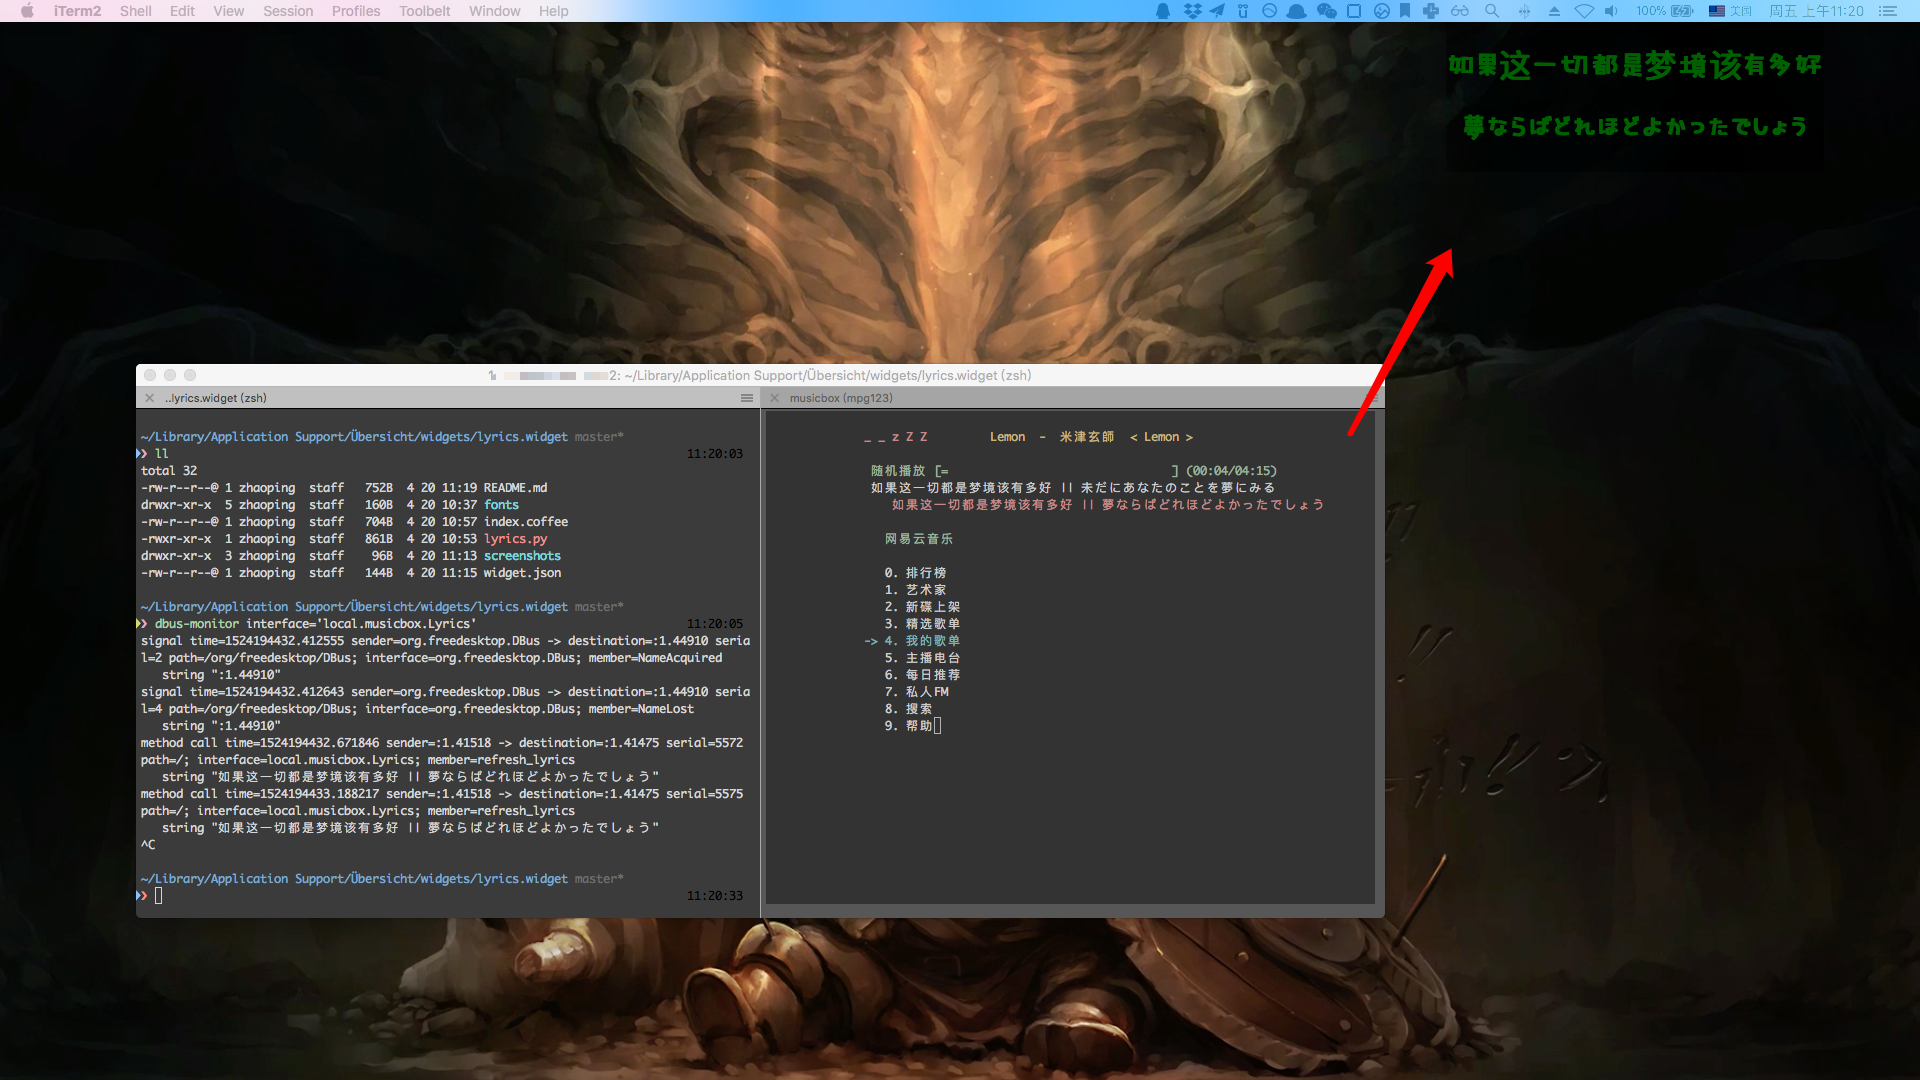 iTerm2 Shell Edit View Session Profiles Toolbelt Window Help 100% 美国 周五 上午11:20
如果这一切都是梦境该有多好
夢ならばどれほどよかったでしょう
2: ~/Library/Application Support/Übersicht/widgets/lyrics.widget (zsh)
..lyrics.widget (zsh)
~/Library/Application Support/Übersicht/widgets/lyrics.widget master*
❯ ll 11:20:03
total 32
-rw-r--r--@ 1 zhaoping staff 752B 4 20 11:19 README.md
drwxr-xr-x 5 zhaoping staff 160B 4 20 10:37 fonts
-rw-r--r--@ 1 zhaoping staff 704B 4 20 10:57 index.coffee
-rwxr-xr-x 1 zhaoping staff 861B 4 20 10:53 lyrics.py
drwxr-xr-x 3 zhaoping staff 96B 4 20 11:13 screenshots
-rw-r--r--@ 1 zhaoping staff 144B 4 20 11:15 widget.json
~/Library/Application Support/Übersicht/widgets/lyrics.widget master*
❯ dbus-monitor interface='local.musicbox.Lyrics' 11:20:05
signal time=1524194432.412555 sender=org.freedesktop.DBus -> destination=:1.44910 seria
l=2 path=/org/freedesktop/DBus; interface=org.freedesktop.DBus; member=NameAcquired
string ":1.44910"
signal time=1524194432.412643 sender=org.freedesktop.DBus -> destination=:1.44910 seria
l=4 path=/org/freedesktop/DBus; interface=org.freedesktop.DBus; member=NameLost
string ":1.44910"
method call time=1524194432.671846 sender=:1.41518 -> destination=:1.41475 serial=5572
path=/; interface=local.musicbox.Lyrics; member=refresh_lyrics
string "如果这一切都是梦境该有多好 || 夢ならばどれほどよかったでしょう"
method call time=1524194433.188217 sender=:1.41518 -> destination=:1.41475 serial=5575
path=/; interface=local.musicbox.Lyrics; member=refresh_lyrics
string "如果这一切都是梦境该有多好 || 夢ならばどれほどよかったでしょう"
^C
~/Library/Application Support/Übersicht/widgets/lyrics.widget master*
❯ 11:20:33
musicbox (mpg123)
_ _ z Z Z Lemon - 米津玄師 < Lemon >
随机播放 [= ] (00:04/04:15)
如果这一切都是梦境该有多好 || 未だにあなたのことを夢にみる
如果这一切都是梦境该有多好 || 夢ならばどれほどよかったでしょう
网易云音乐
0. 排行榜
1. 艺术家
2. 新碟上架
3. 精选歌单
-> 4. 我的歌单
5. 主播电台
6. 每日推荐
7. 私人FM
8. 搜索
9. 帮助